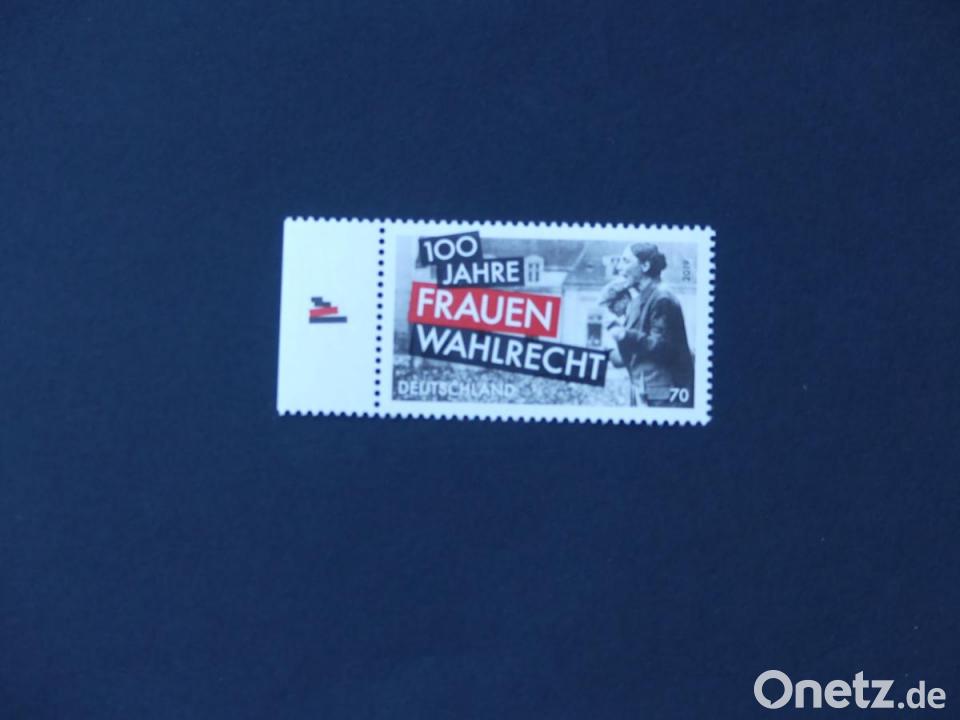 100
JAHRE
FRAUEN
WAHLRECHT
DEUTSCHLAND
2019
70
Onetz.de